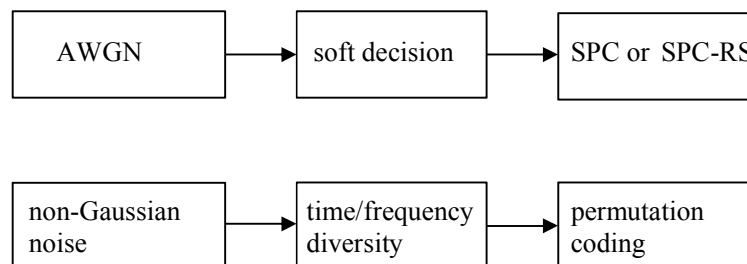 AWGN
soft decision
SPC or SPC-RS
non-Gaussian
noise
time/frequency
diversity
permutation
coding